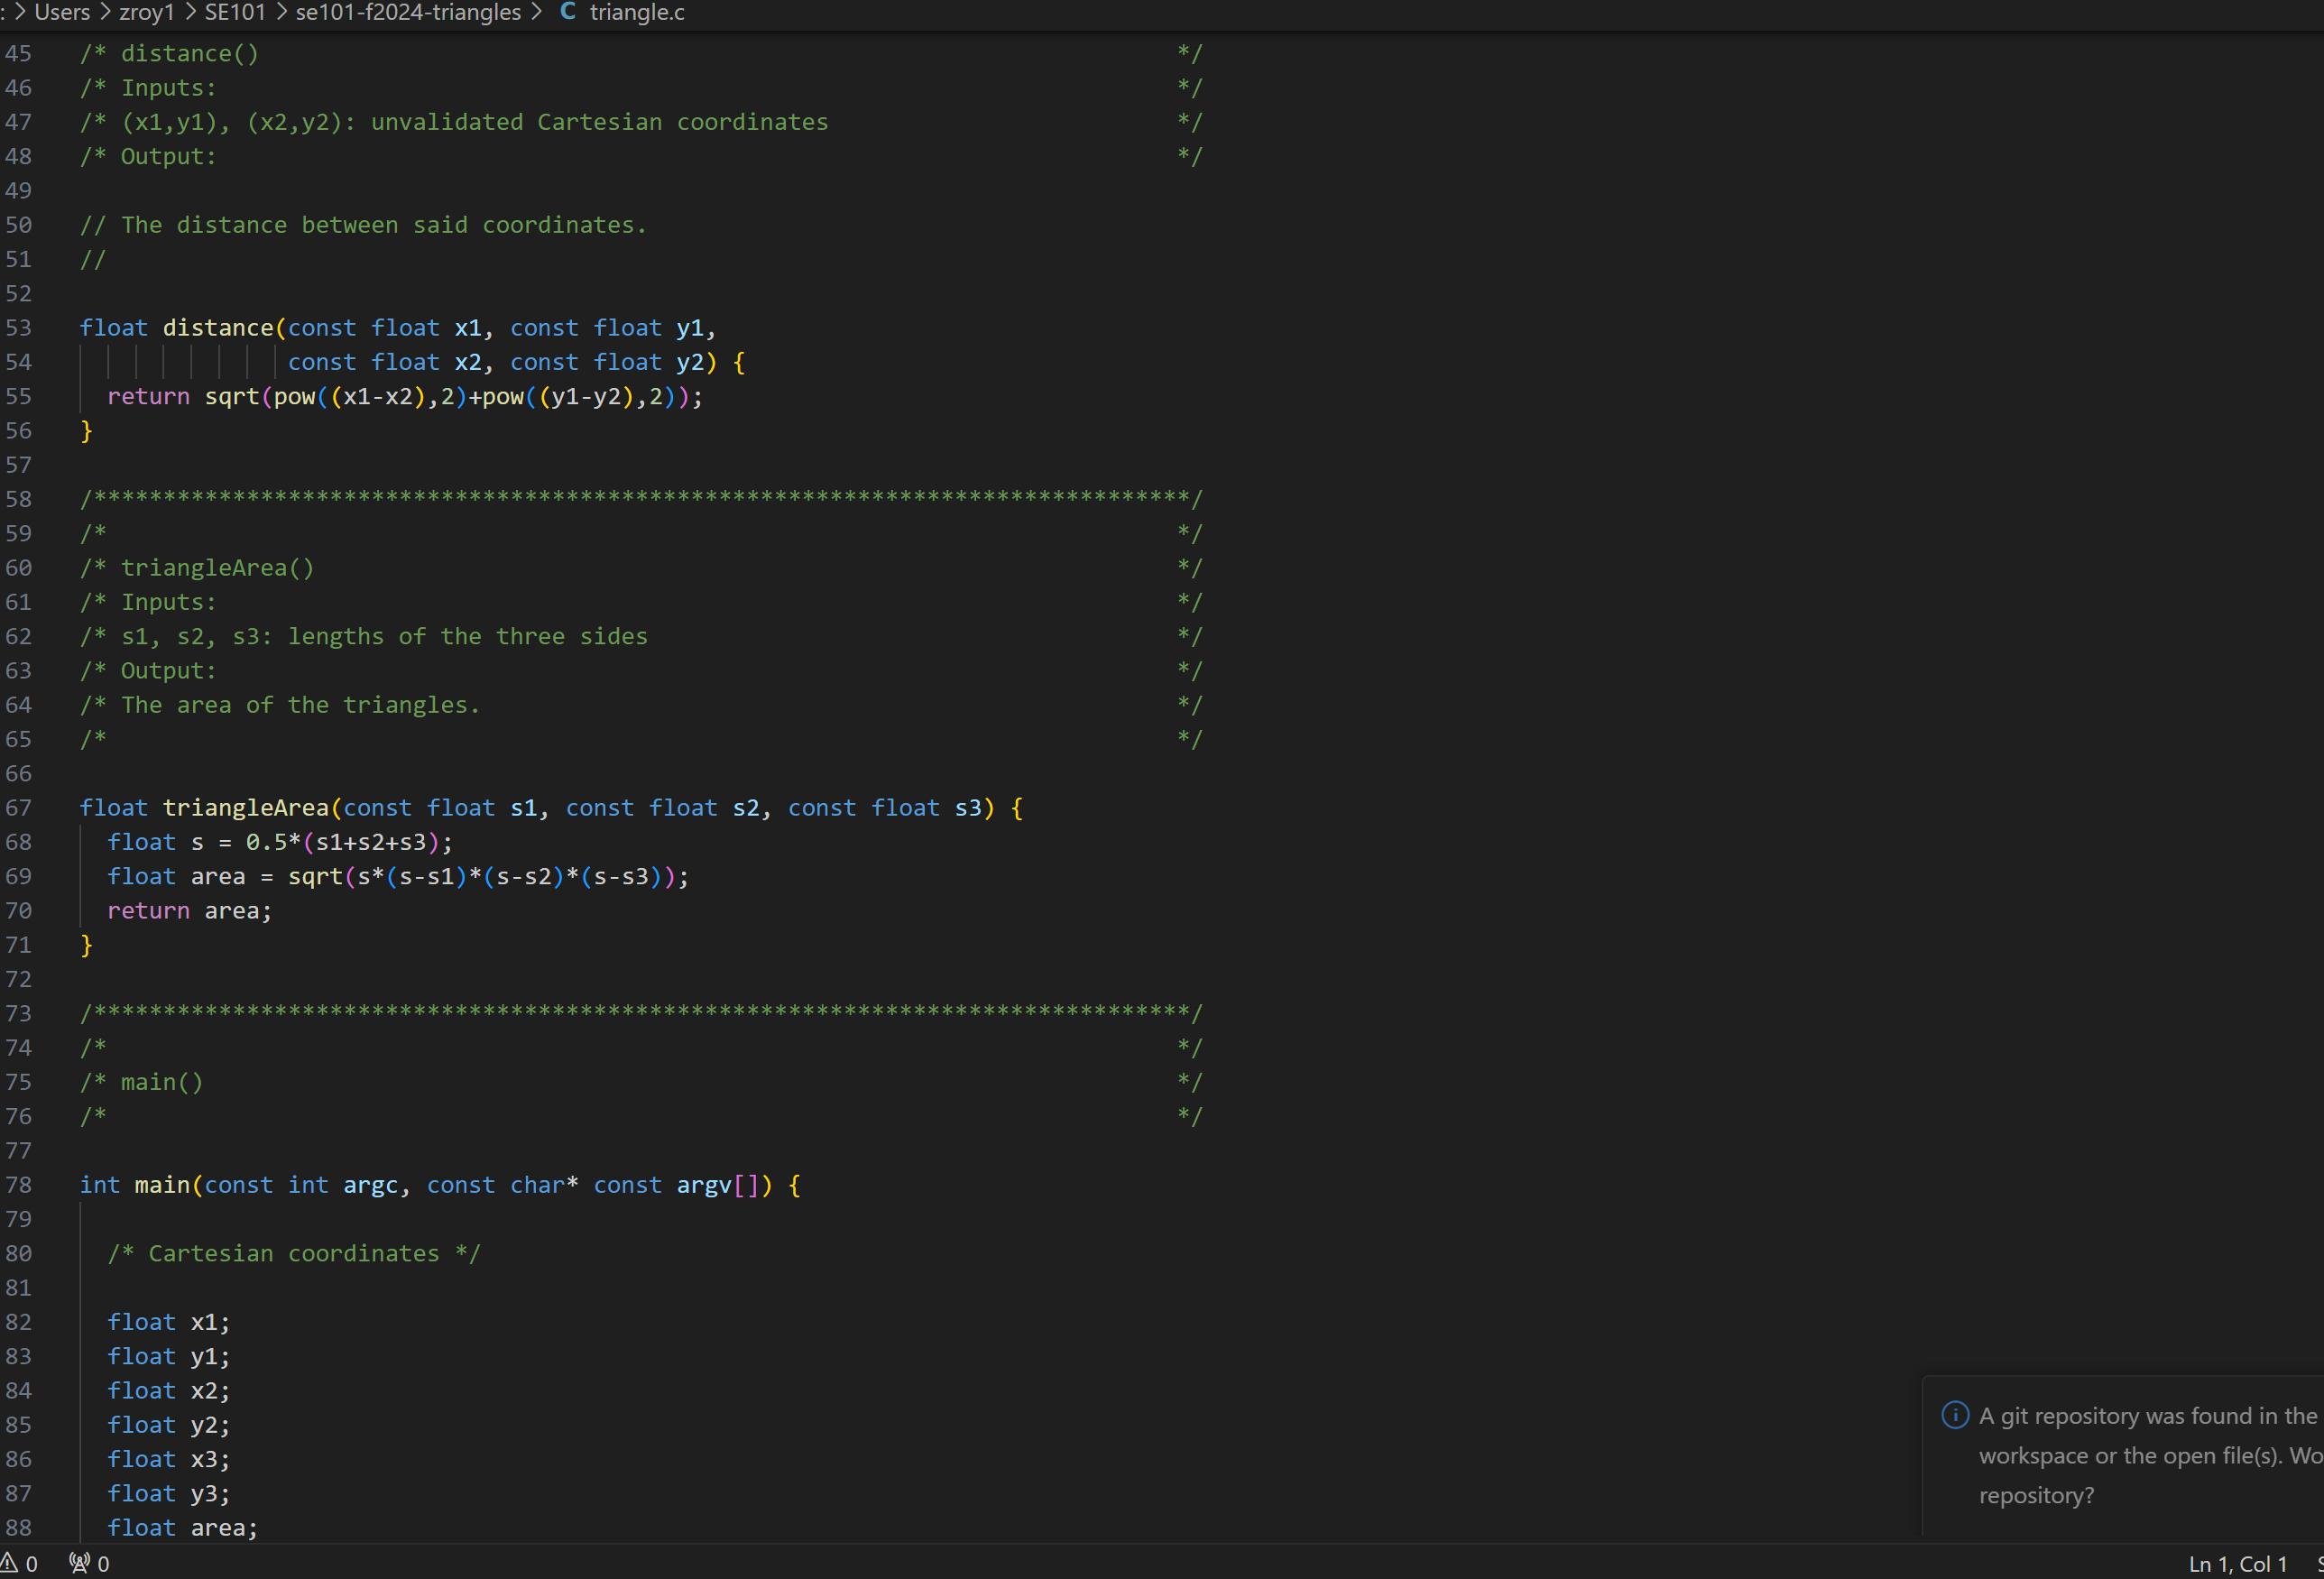 : > Users > zroy1 > SE101 > se101-f2024-triangles > C triangle.c
45 /* distance() */
46 /* Inputs: */
47 /* (x1,y1), (x2,y2): unvalidated Cartesian coordinates */
48 /* Output: */
49
50 // The distance between said coordinates.
51 //
52
53 float distance(const float x1, const float y1,
54 const float x2, const float y2) {
55 return sqrt(pow((x1-x2),2)+pow((y1-y2),2));
56 }
57
58 /*******************************************************************************/
59 /* */
60 /* triangleArea() */
61 /* Inputs: */
62 /* s1, s2, s3: lengths of the three sides */
63 /* Output: */
64 /* The area of the triangles. */
65 /* */
66
67 float triangleArea(const float s1, const float s2, const float s3) {
68 float s = 0.5*(s1+s2+s3);
69 float area = sqrt(s*(s-s1)*(s-s2)*(s-s3));
70 return area;
71 }
72
73 /*******************************************************************************/
74 /* */
75 /* main() */
76 /* */
77
78 int main(const int argc, const char* const argv[]) {
79
80 /* Cartesian coordinates */
81
82 float x1;
83 float y1;
84 float x2;
85 float y2;
86 float x3;
87 float y3;
88 float area;
A git repository was found in the
workspace or the open file(s). Wo
repository?
0 0
Ln 1, Col 1